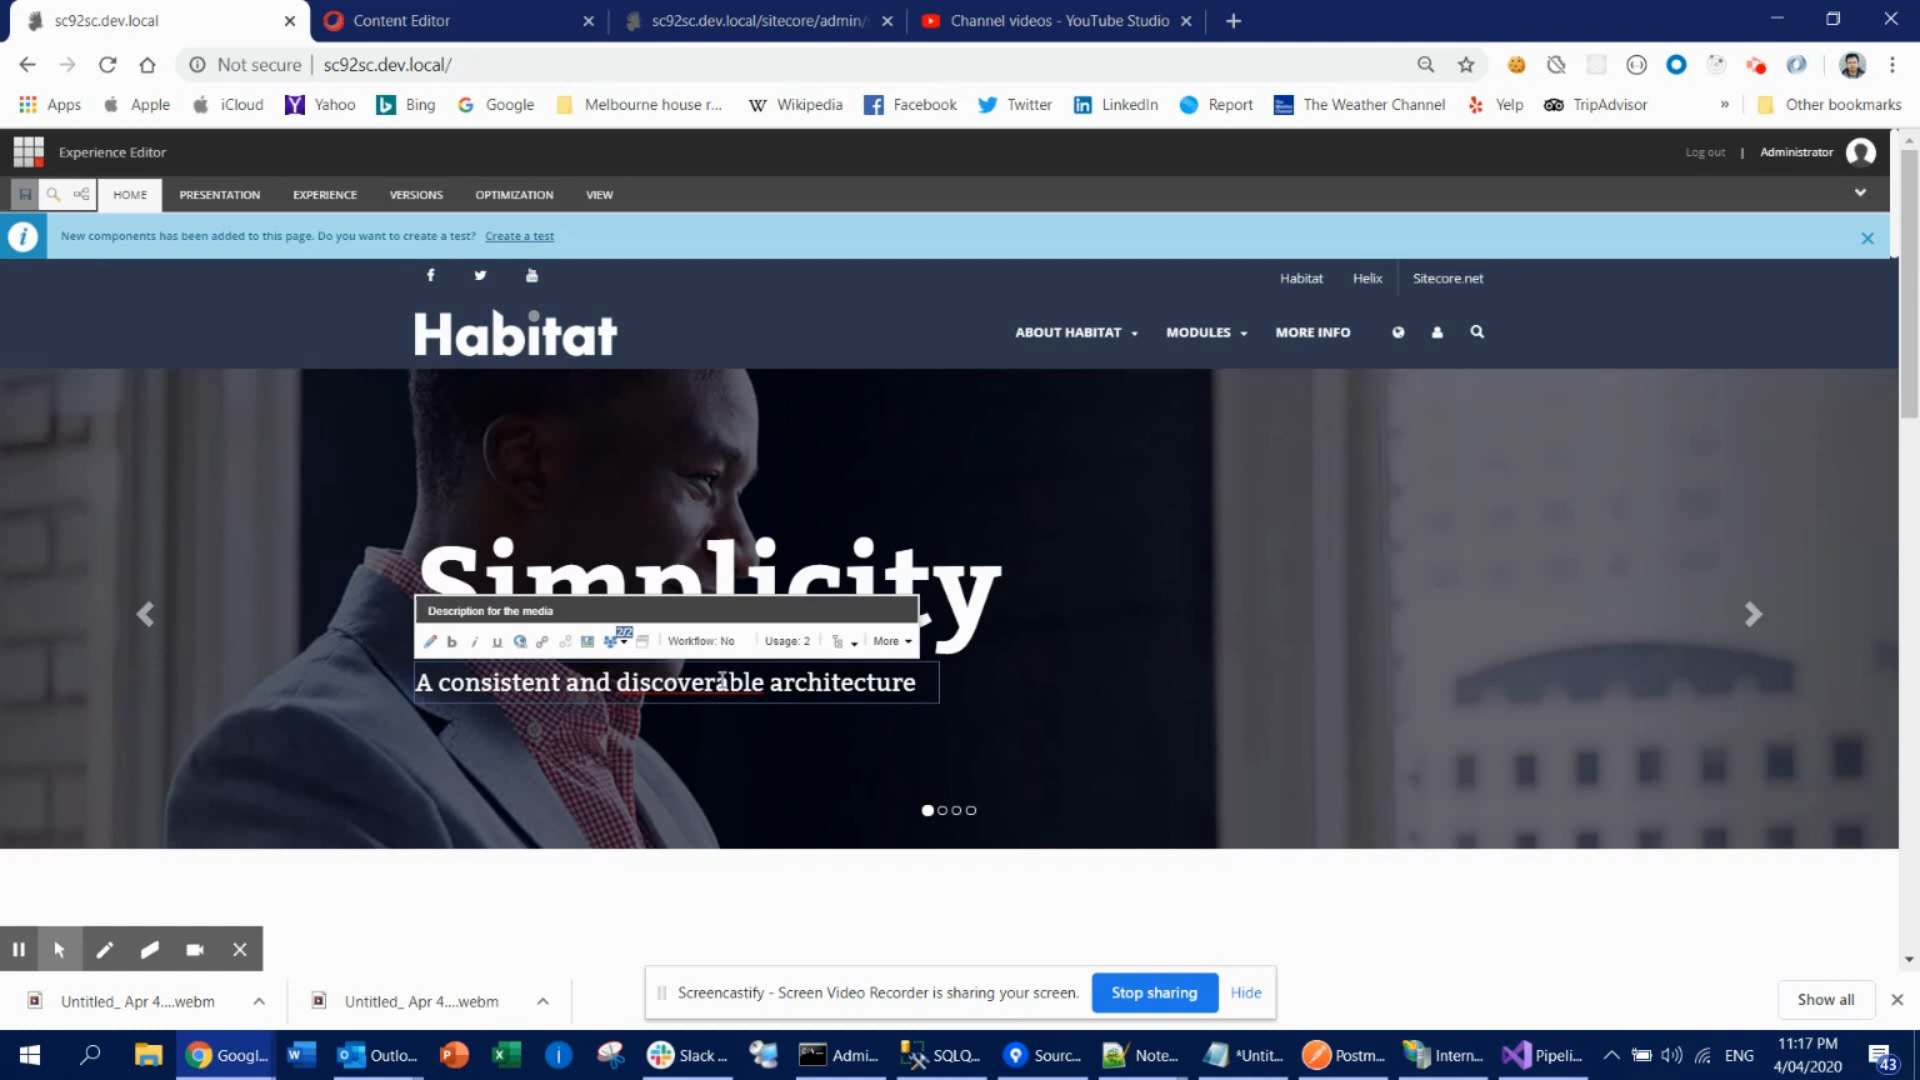 sc92sc.dev.local
Content Editor
sc92sc.dev.local/sitecore/admin/
Channel videos - YouTube Studio
Not secure
sc92sc.dev.local/
Apps
Apple
iCloud
Yahoo
Bing
Google
Melbourne house r...
Wikipedia
Facebook
Twitter
LinkedIn
Report
The Weather Channel
Yelp
TripAdvisor
»
Other bookmarks
Experience Editor
Log out | Administrator
HOME
PRESENTATION
EXPERIENCE
VERSIONS
OPTIMIZATION
VIEW
New components has been added to this page. Do you want to create a test? Create a test
Habitat
Helix
Sitecore.net
Habitat
ABOUT HABITAT
MODULES
MORE INFO
Simplicity
Description for the media
b i u
2/2
Workflow: No
Usage: 2
More
A consistent and discoverable architecture
Untitled_ Apr 4....webm
Untitled_ Apr 4....webm
Screencastify - Screen Video Recorder is sharing your screen.
Stop sharing
Hide
Show all
Googl...
Outlo...
Slack ...
Admi...
SQLQ...
Sourc...
Note...
*Untit...
Postm...
Intern...
Pipeli...
ENG
11:17 PM
4/04/2020
43